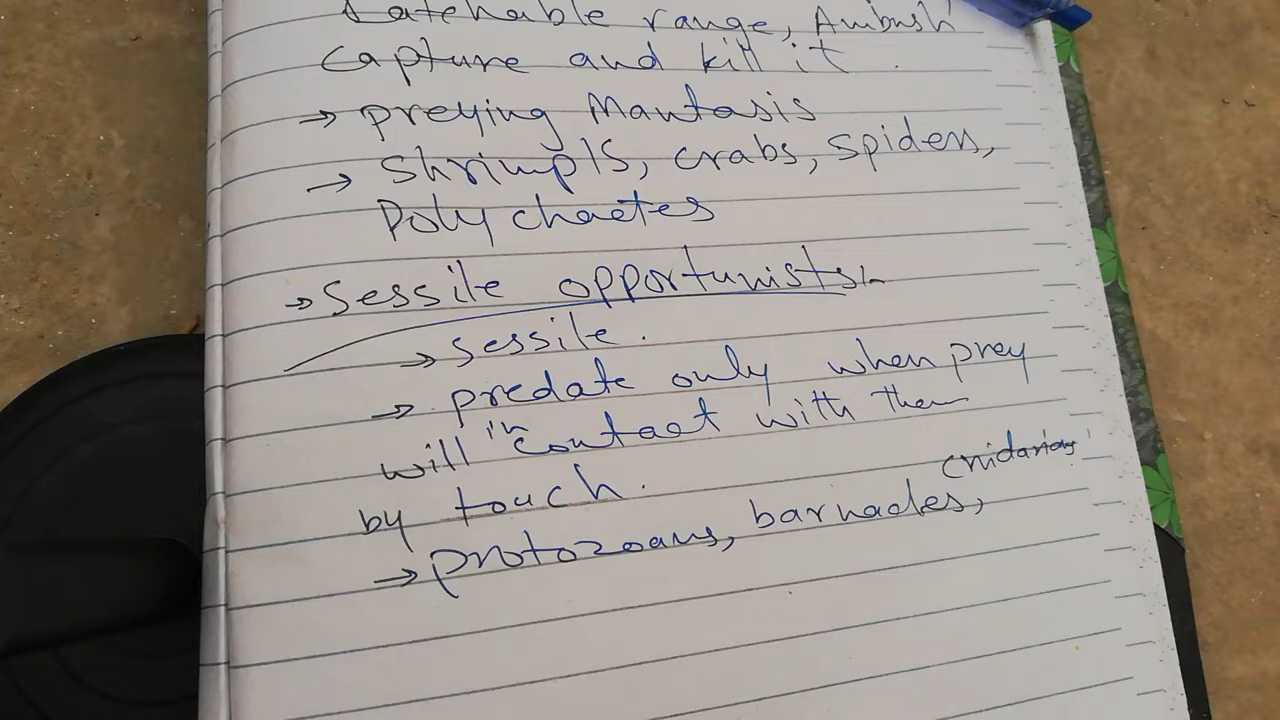 Catchable range, Ambush
capture and kill it.
→ preying Mantasis
→ Shrimpls, crabs, spiders,
Polychaetes
→ Sessile opportunists:-
→ sessile.
→ predate only when prey
will in contact with them
by touch.
→ protozoans, barnacles, cnidarians